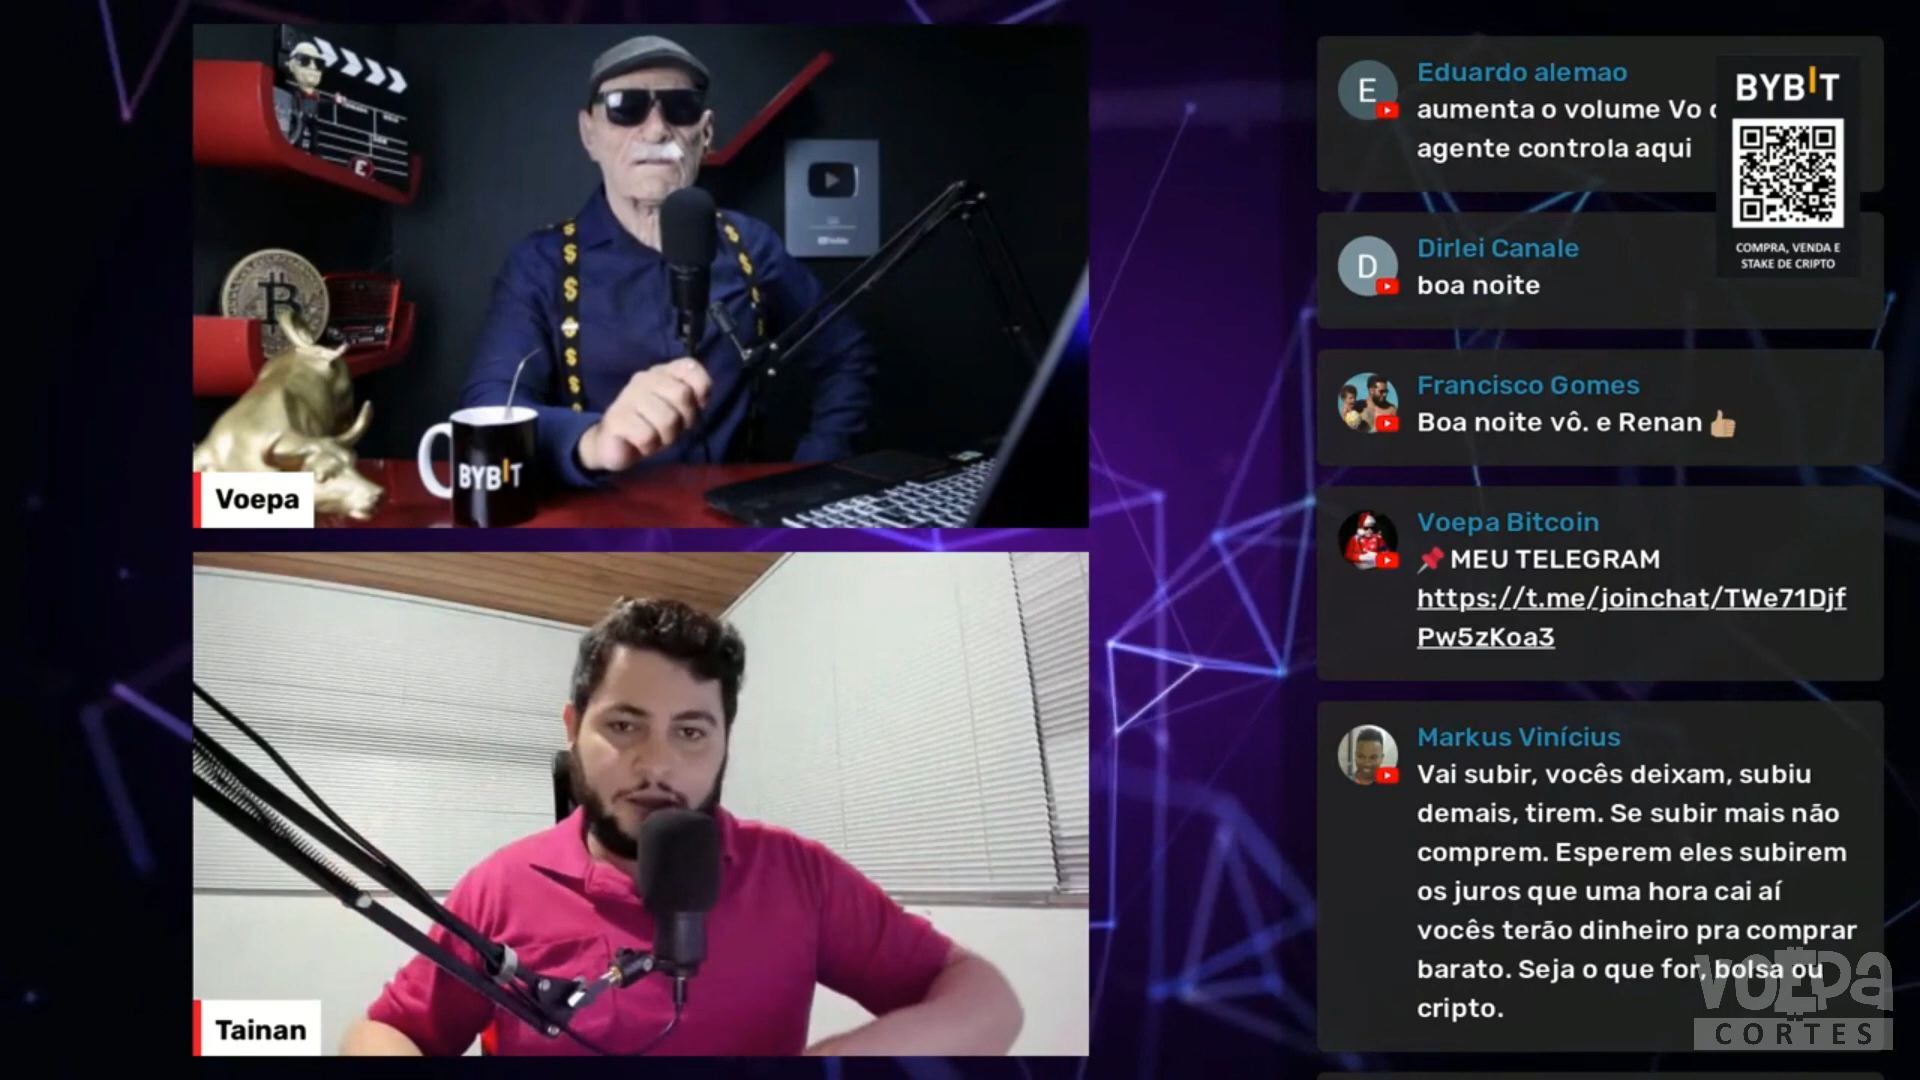 Voepa
BYBIT
YouTube
Tainan
Eduardo alemao
aumenta o volume Vo
agente controla aqui
BYBIT
COMPRA, VENDA E
STAKE DE CRIPTO
Dirlei Canale
boa noite
Francisco Gomes
Boa noite vô. e Renan
Voepa Bitcoin
MEU TELEGRAM
https://t.me/joinchat/TWe71Djf
Pw5zKoa3
Markus Vinícius
Vai subir, vocês deixam, subiu
demais, tirem. Se subir mais não
comprem. Esperem eles subirem
os juros que uma hora cai aí
vocês terão dinheiro pra comprar
barato. Seja o que for, bolsa ou
cripto.
VOEPA
CORTES